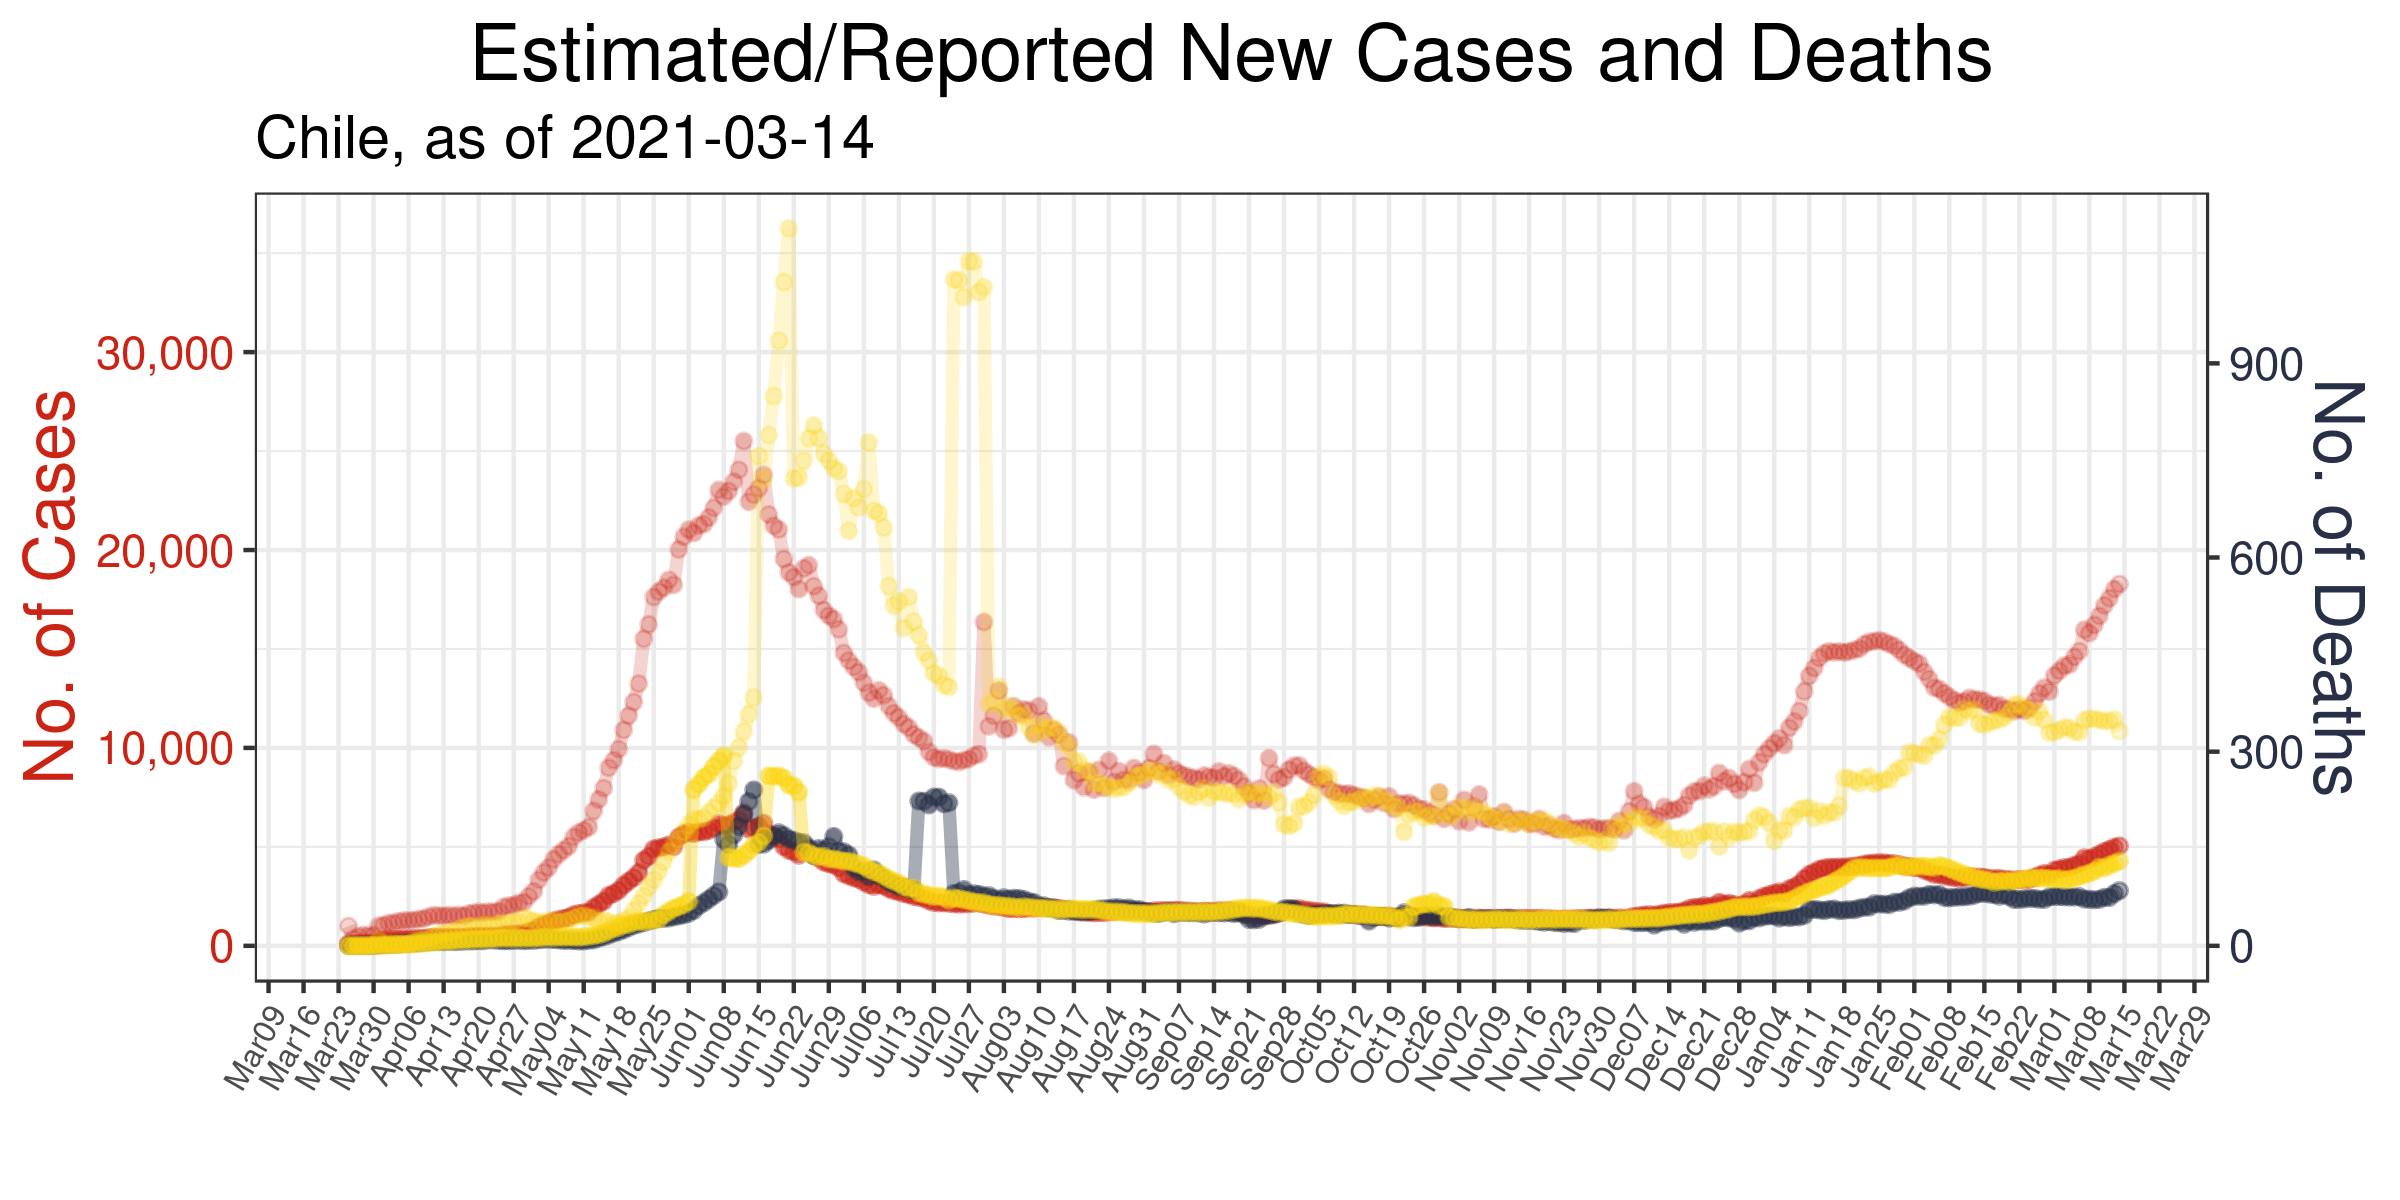 Estimated/Reported New Cases and Deaths
Chile, as of 2021-03-14
No. of Cases
30,000
20,000
10,000
0
900
600
300
0
No. of Deaths
Mar09
Mar16
Mar23
Mar30
Apr06
Apr13
Apr20
Apr27
May04
May11
May18
May25
Jun01
Jun08
Jun15
Jun22
Jun29
Jul06
Jul13
Jul20
Jul27
Aug03
Aug10
Aug17
Aug24
Aug31
Sep07
Sep14
Sep21
Sep28
Oct05
Oct12
Oct19
Oct26
Nov02
Nov09
Nov16
Nov23
Nov30
Dec07
Dec14
Dec21
Dec28
Jan04
Jan11
Jan18
Jan25
Feb01
Feb08
Feb15
Feb22
Mar01
Mar08
Mar15
Mar22
Mar29